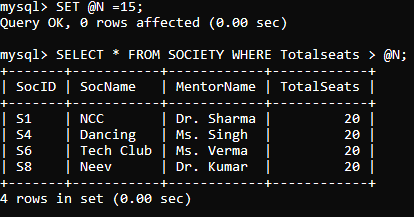 mysql> SET @N =15;
Query OK, 0 rows affected (0.00 sec)
mysql> SELECT * FROM SOCIETY WHERE Totalseats > @N;
+-------+-----------+------------+------------+
| SocID | SocName   | MentorName | TotalSeats |
+-------+-----------+------------+------------+
| S1    | NCC       | Dr. Sharma |         20 |
| S4    | Dancing   | Ms. Singh  |         20 |
| S6    | Tech Club | Ms. Verma  |         20 |
| S8    | Neev      | Dr. Kumar  |         20 |
+-------+-----------+------------+------------+
4 rows in set (0.00 sec)